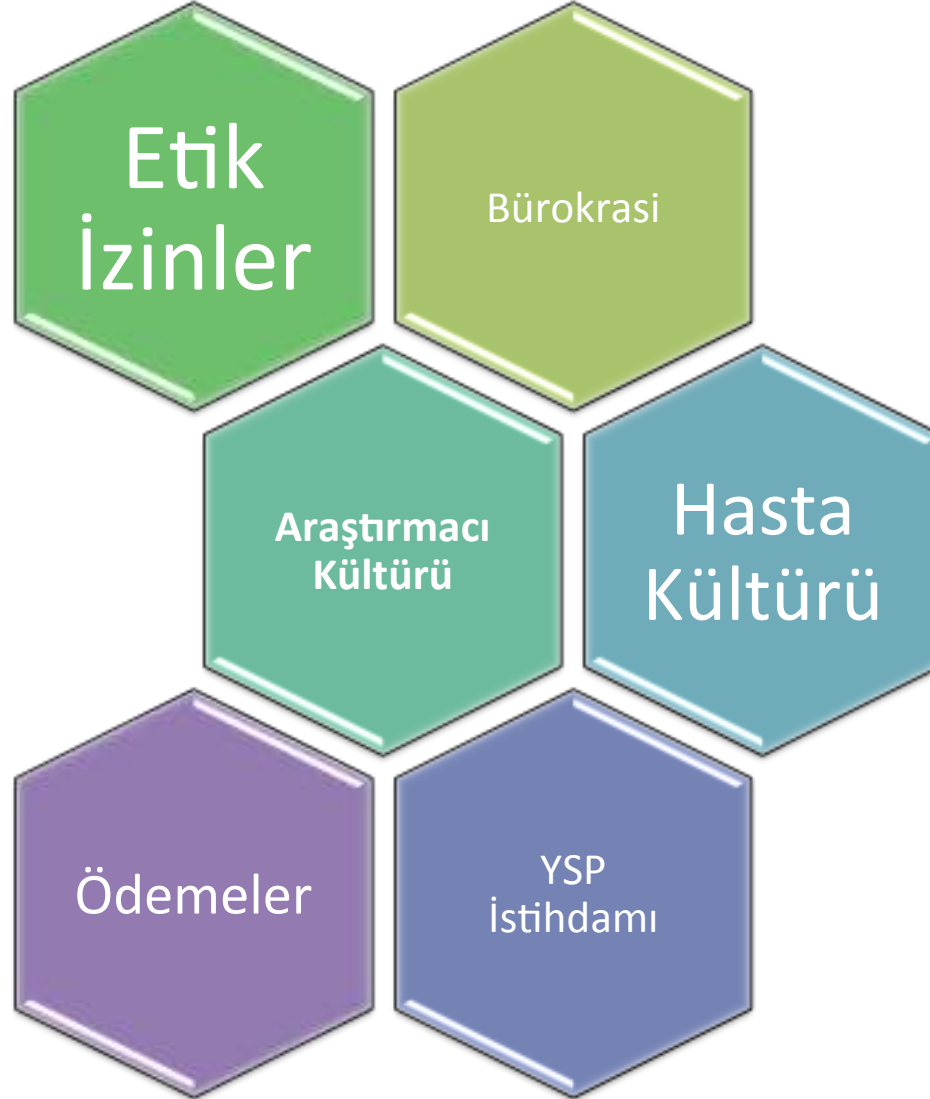 Etik
İzinler
Bürokrasi
Araştırmacı
Kültürü
Hasta
Kültürü
Ödemeler
YSP
İstihdamı